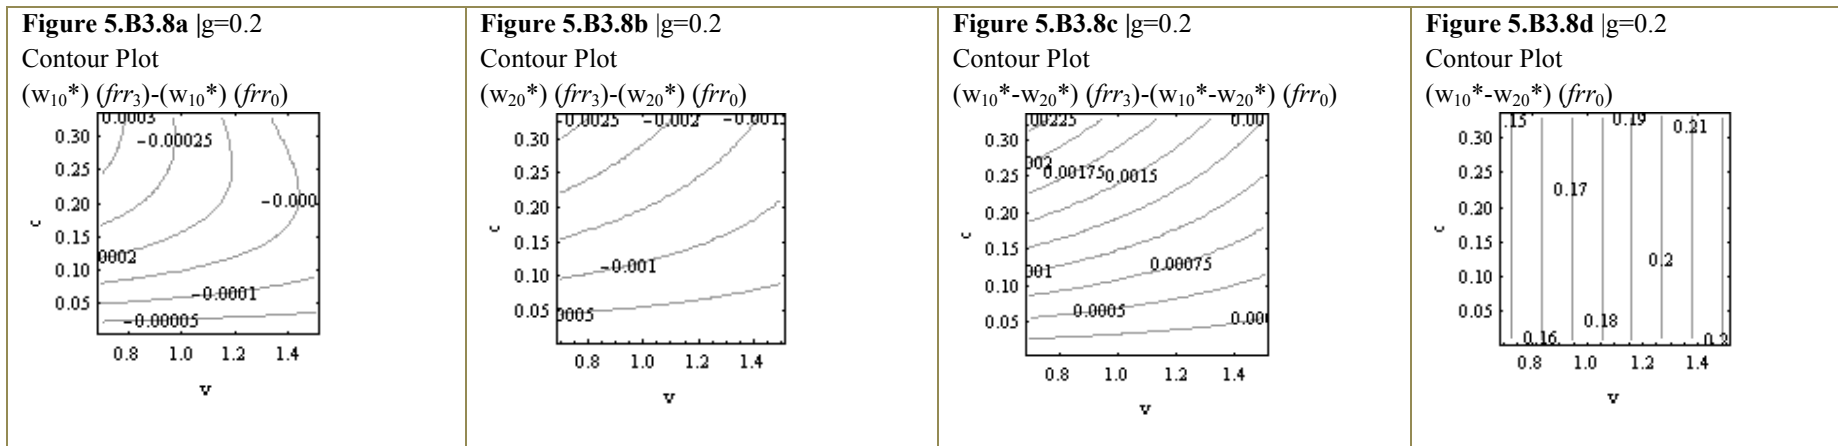 Figure 5.B3.8a |g=0.2
Contour Plot
(w₁₀*) (frr₃)-(w₁₀*) (frr₀)
0.0003
-0.00025
-0.000
0002
-0.0001
-0.00005
0.30
0.25
0.20
0.15
0.10
0.05
c
0.8 1.0 1.2 1.4
v
Figure 5.B3.8b |g=0.2
Contour Plot
(w₂₀*) (frr₃)-(w₂₀*) (frr₀)
-0.0025 -0.002 -0.001
-0.001
0005
0.30
0.25
0.20
0.15
0.10
0.05
c
0.8 1.0 1.2 1.4
v
Figure 5.B3.8c |g=0.2
Contour Plot
(w₁₀*-w₂₀*) (frr₃)-(w₁₀*-w₂₀*) (frr₀)
00225 0.00
002
0.00175 0.0015
001
0.00075
0.0005
0.000
0.30
0.25
0.20
0.15
0.10
0.05
c
0.8 1.0 1.2 1.4
v
Figure 5.B3.8d |g=0.2
Contour Plot
(w₁₀*-w₂₀*) (frr₀)
.15 0.19 0.21
0.17
0.2
0.18
0.16 0.2
0.30
0.25
0.20
0.15
0.10
0.05
c
0.8 1.0 1.2 1.4
v